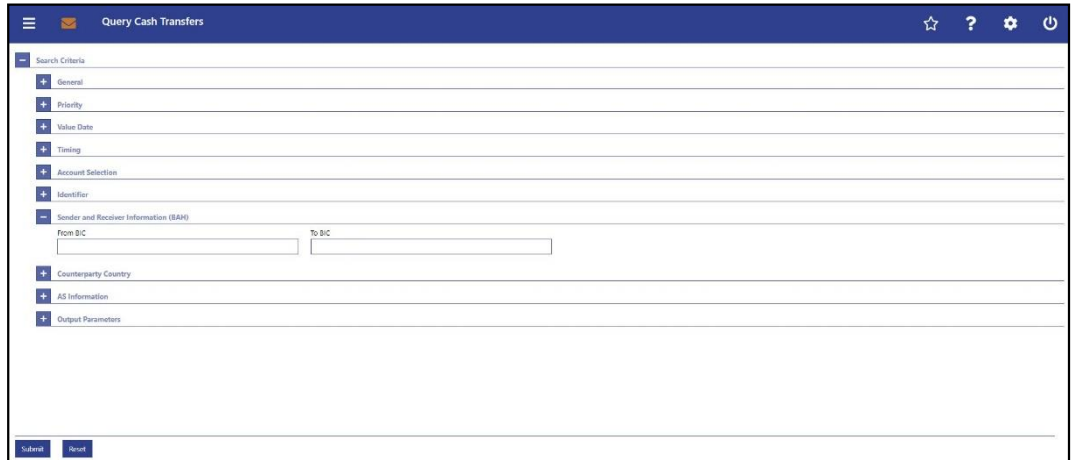 Query Cash Transfers
Search Criteria
General
Priority
Value Date
Timing
Account Selection
Identifier
Sender and Receiver Information (BAH)
From BIC To BIC
Counterparty Country
AS Information
Output Parameters
Submit Reset